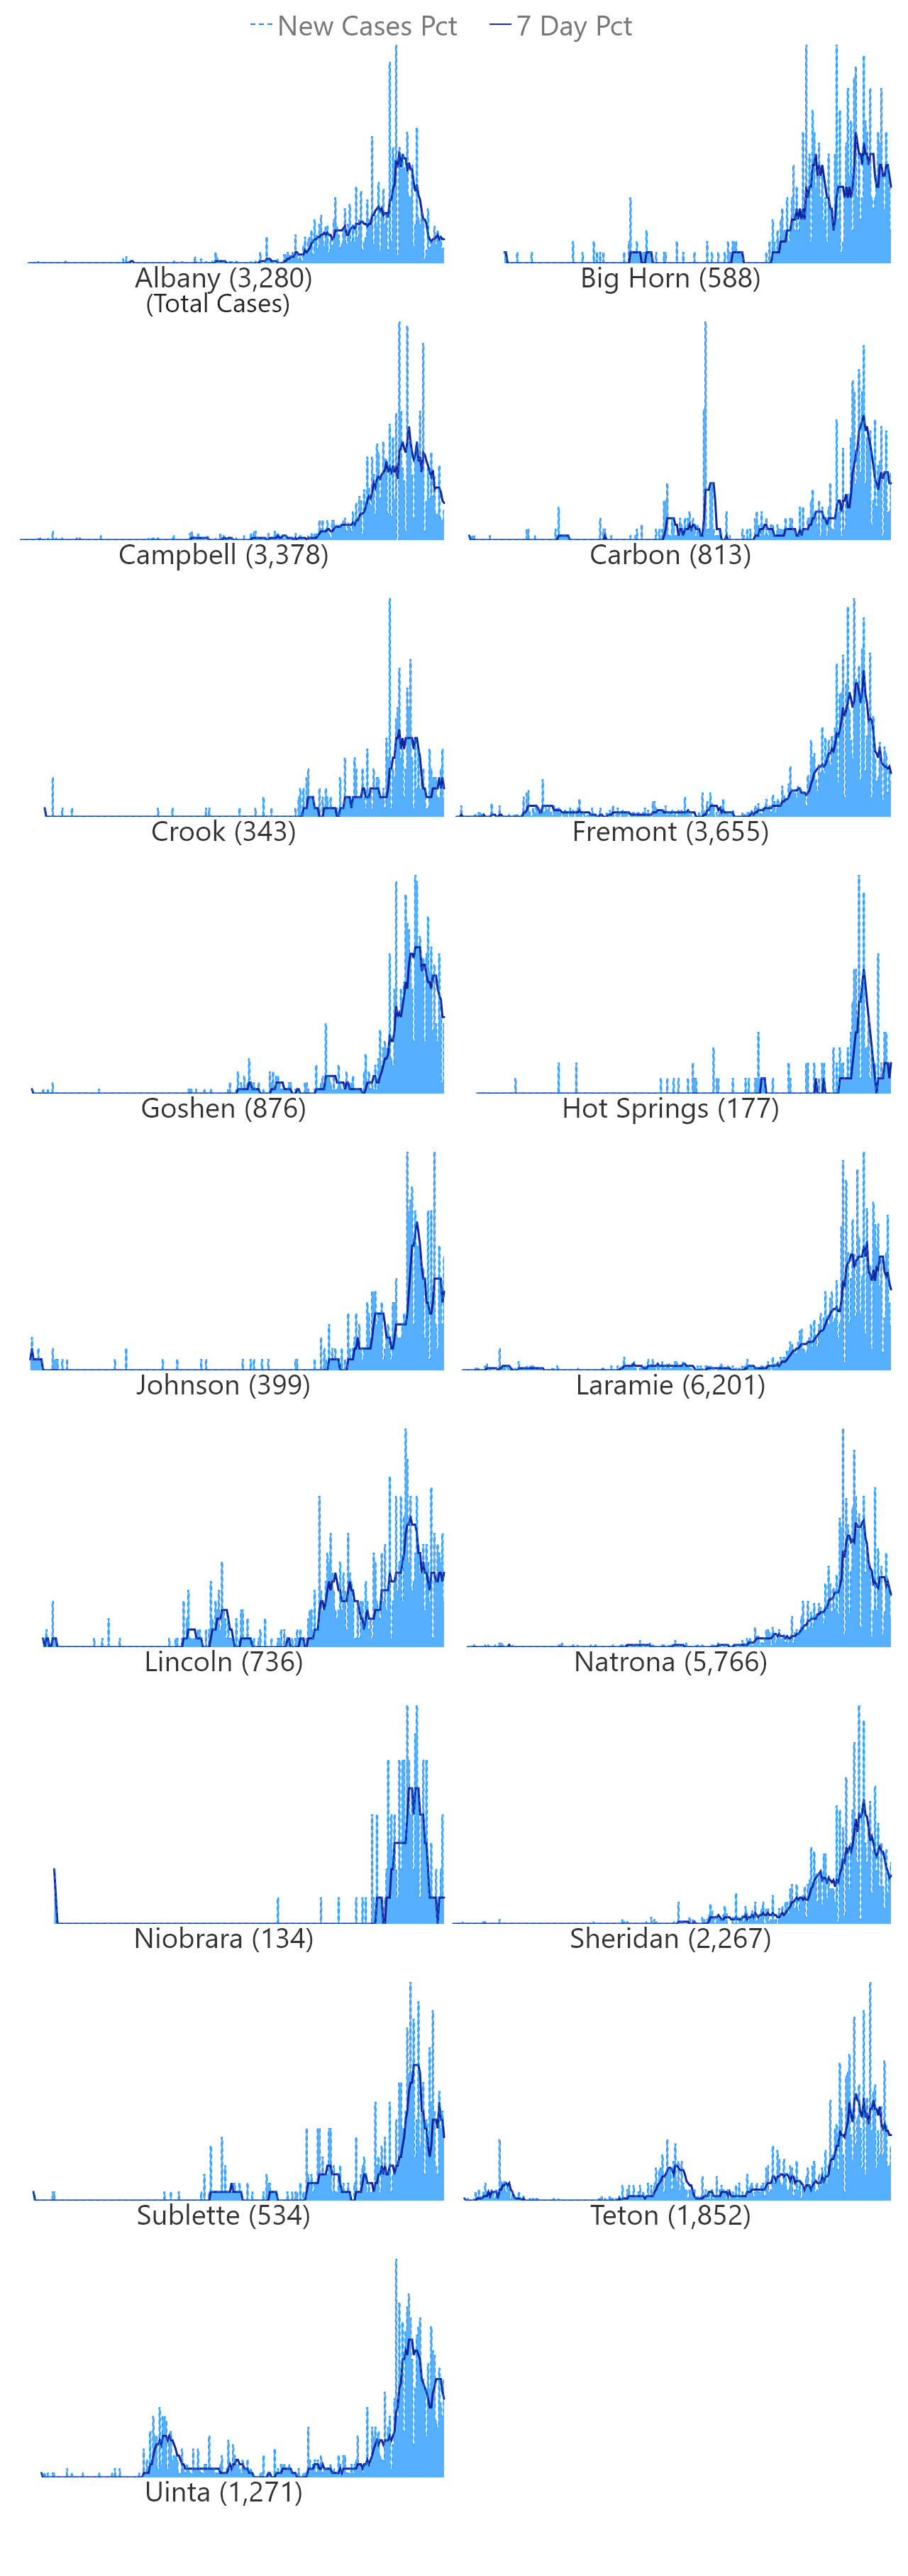 New Cases Pct 7 Day Pct
Albany (3,280) Big Horn (588)
(Total Cases)
Campbell (3,378) Carbon (813)
Crook (343) Fremont (3,655)
Goshen (876) Hot Springs (177)
Johnson (399) Laramie (6,201)
Lincoln (736) Natrona (5,766)
Niobrara (134) Sheridan (2,267)
Sublette (534) Teton (1,852)
Uinta (1,271)